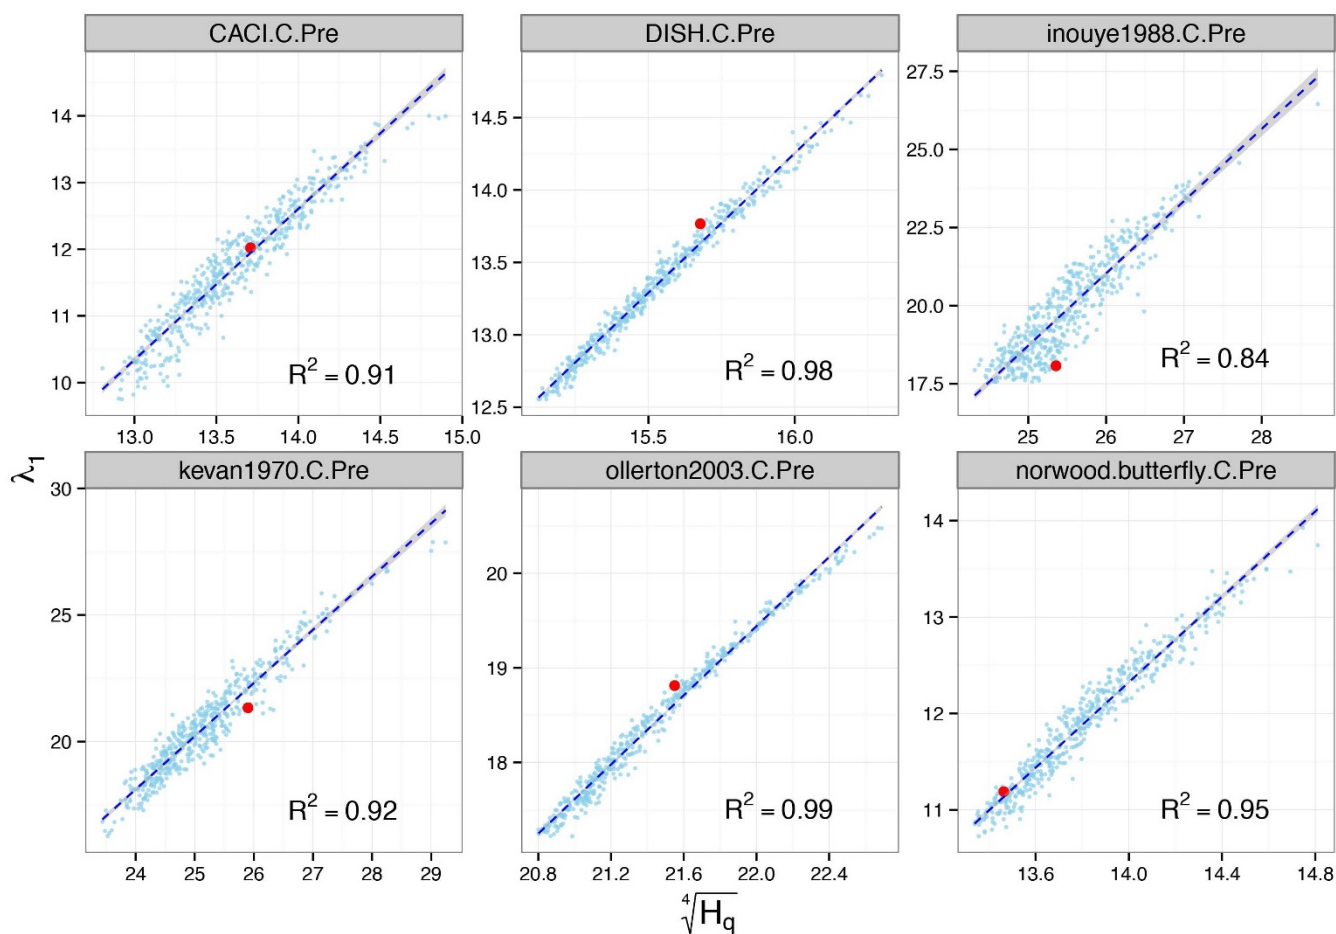 CACI.C.Pre DISH.C.Pre inouye1988.C.Pre
14
13
12
11
10
R² = 0.91
13.0 13.5 14.0 14.5 15.0
14.5
14.0
13.5
13.0
12.5
R² = 0.98
15.5 16.0
27.5
25.0
22.5
20.0
17.5
R² = 0.84
25 26 27 28
λ₁
kevan1970.C.Pre ollerton2003.C.Pre norwood.butterfly.C.Pre
30
25
20
R² = 0.92
24 25 26 27 28 29
20
19
18
R² = 0.99
20.8 21.2 21.6 22.0 22.4
14
13
12
11
R² = 0.95
13.6 14.0 14.4 14.8
∜H_q